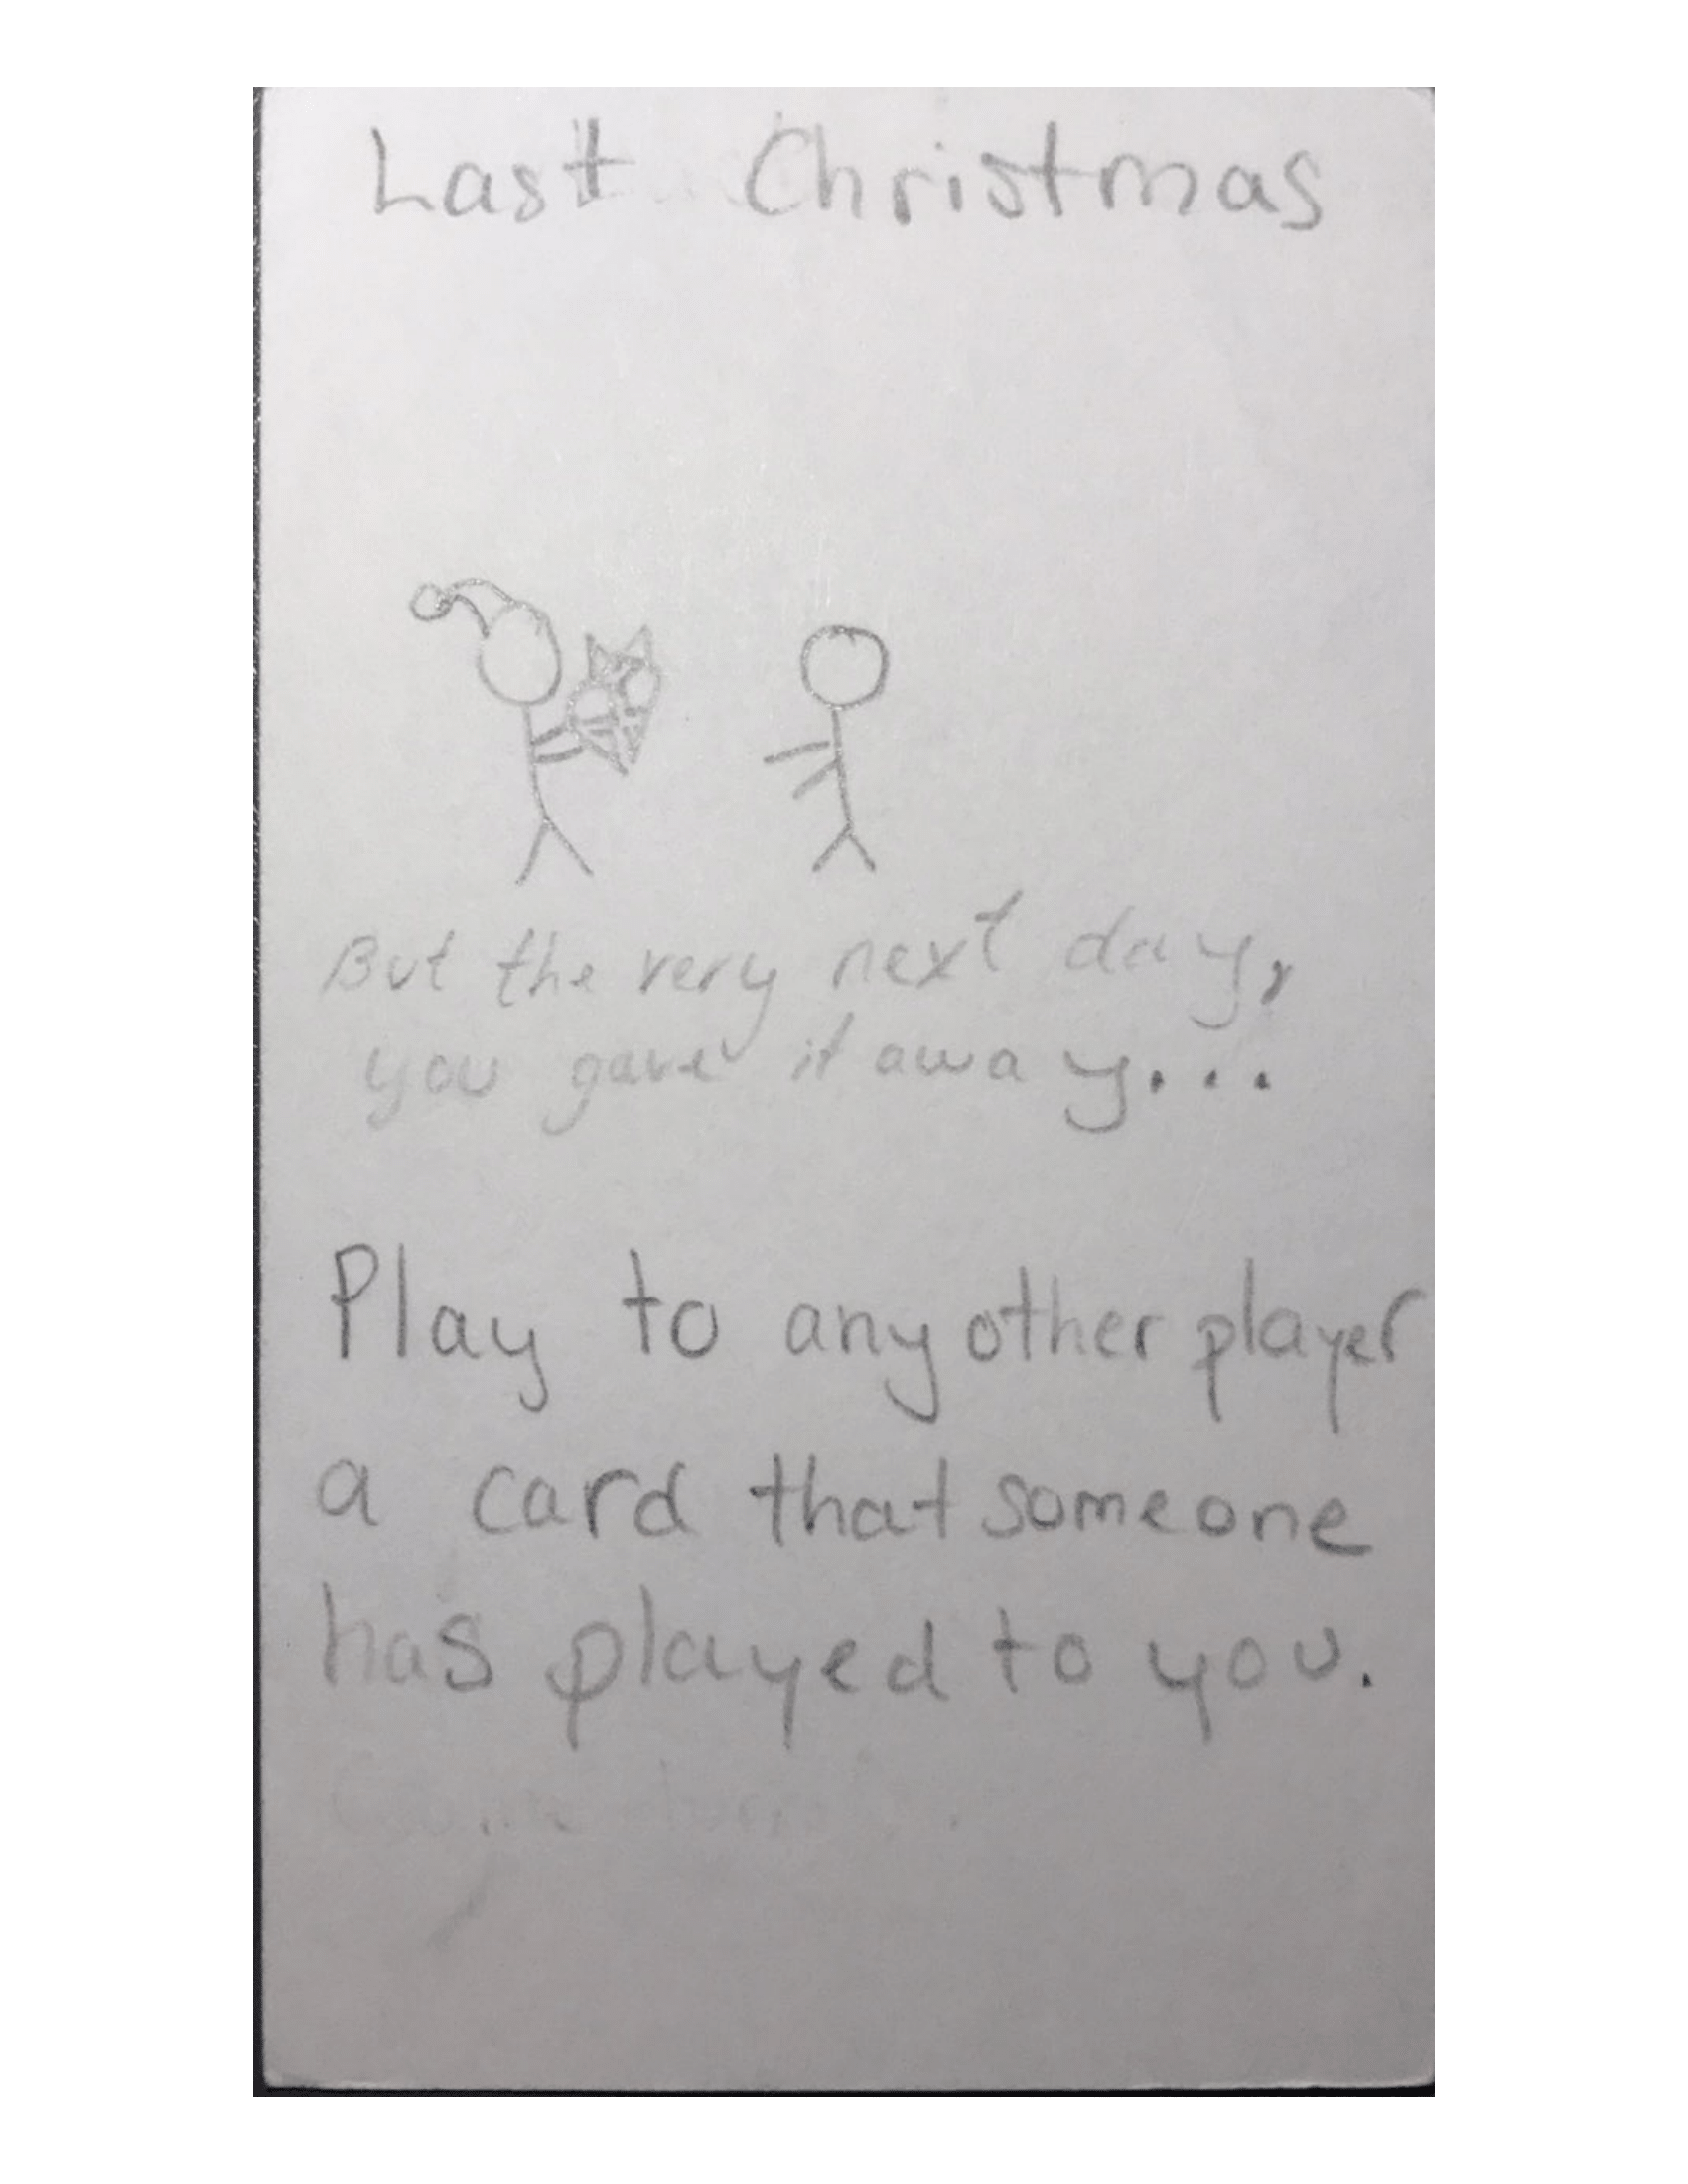 Last Christmas
But the very next day,
you gave it away...
Play to any other player
a card that someone
has played to you.